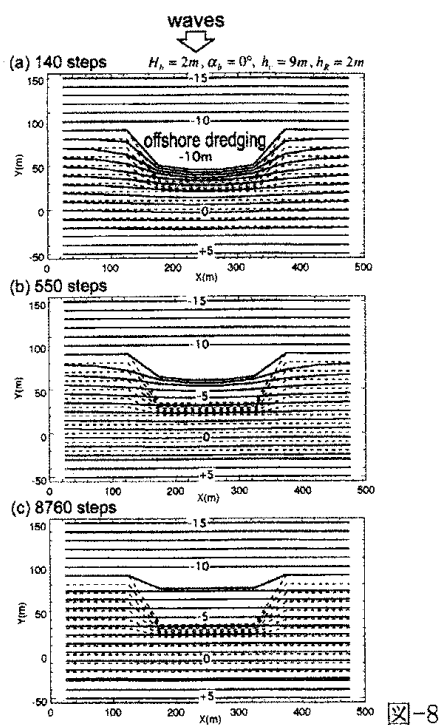 waves
(a) 140 steps
H_b = 2m, α_b = 0°, h_c = 9m, h_R = 2m
150
100
50
0
-50
Y(m)
-15
-10
offshore dredging
-10m
0
+5
0 100 200 300 400 500
X(m)
(b) 550 steps
150
100
50
0
-50
Y(m)
-15
-10
-5
0
+5
0 100 200 300 400 500
X(m)
(c) 8760 steps
150
100
50
0
-50
Y(m)
-15
-10
5
0
+5
0 100 200 300 400 500
X(m)
図-8